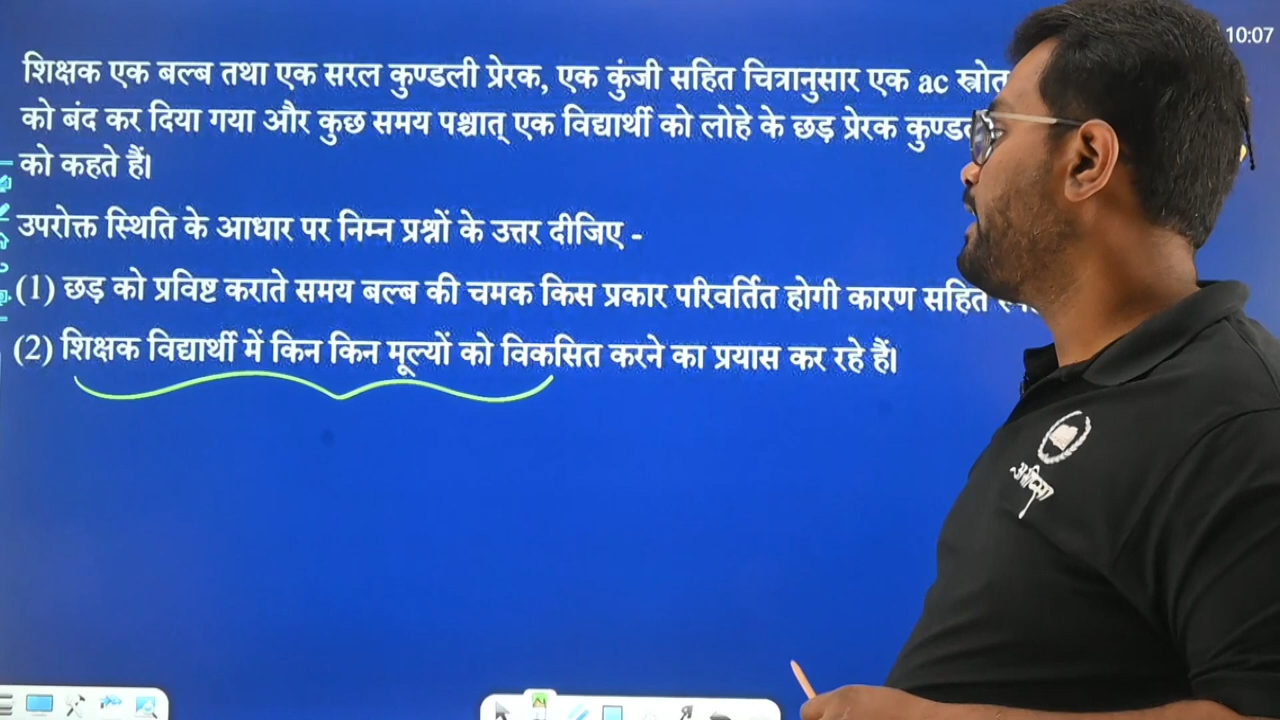 10:07
शिक्षक एक बल्ब तथा एक सरल कुण्डली प्रेरक, एक कुंजी सहित चित्रानुसार एक ac स्त्रोत
को बंद कर दिया गया और कुछ समय पश्चात् एक विद्यार्थी को लोहे के छड़ प्रेरक
को कहते हैं।
उपरोक्त स्थिति के आधार पर निम्न प्रश्नों के उत्तर दीजिए -
(1) छड़ को प्रविष्ट कराते समय बल्ब की चमक किस प्रकार परिवर्तित होगी कारण सहित
(2) शिक्षक विद्यार्थी में किन किन मूल्यों को विकसित करने का प्रयास कर रहे हैं।